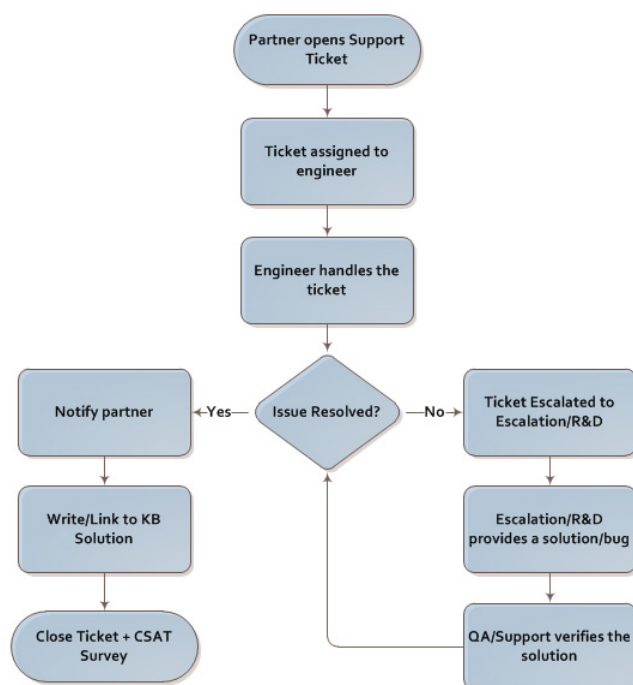 Partner opens Support
Ticket
Ticket assigned to
engineer
Engineer handles the
ticket
Notify partner
Yes
Issue Resolved?
No
Ticket Escalated to
Escalation/R&D
Write/Link to KB
Solution
Escalation/R&D
provides a solution/bug
Close Ticket + CSAT
Survey
QA/Support verifies the
solution